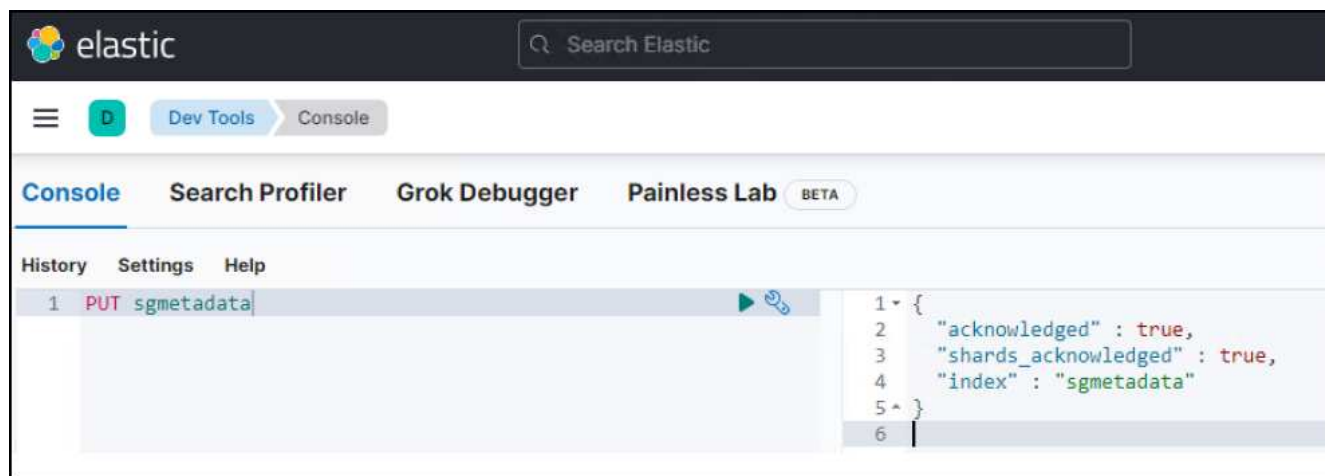 elastic
Search Elastic
D
Dev Tools
Console
Console
Search Profiler
Grok Debugger
Painless Lab
BETA
History
Settings
Help
1 PUT sgmetadata
1 {
2 "acknowledged" : true,
3 "shards_acknowledged" : true,
4 "index" : "sgmetadata"
5 }
6